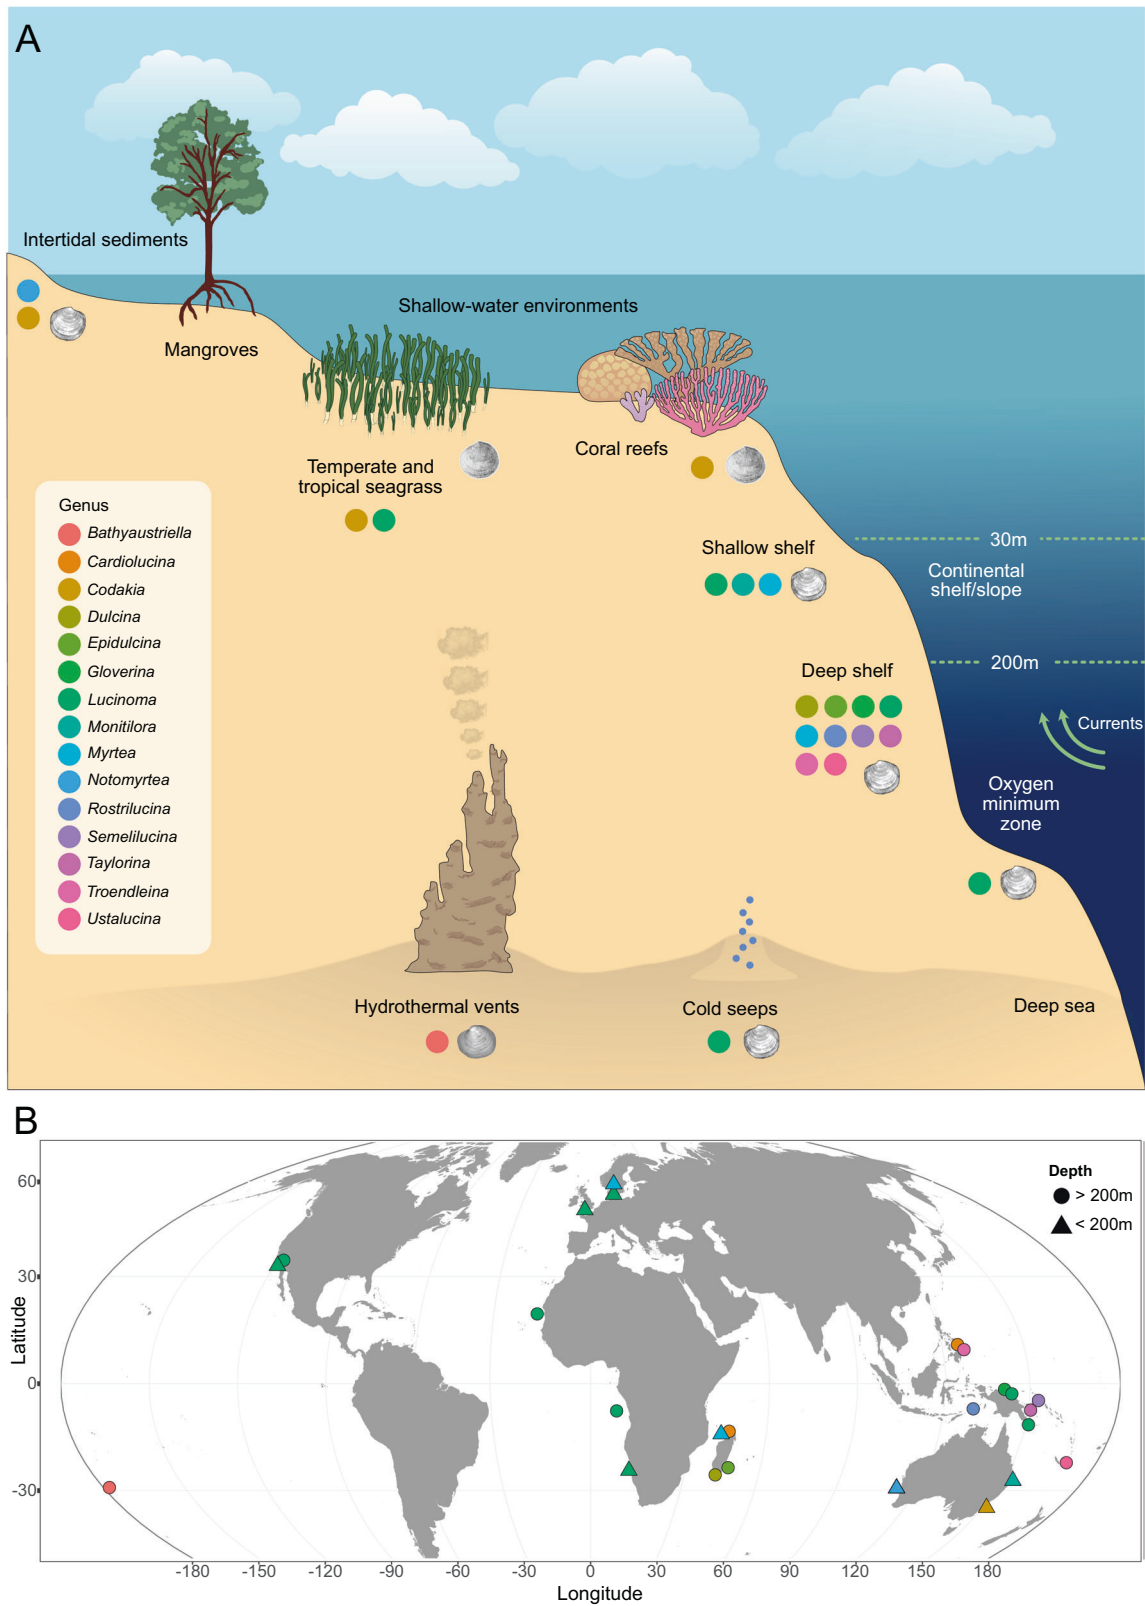 A
Intertidal sediments
Shallow-water environments
Mangroves
Coral reefs
Temperate and
tropical seagrass
Genus
Bathyaustriella
Cardiolucina
Codakia
Dulcina
Epidulcina
Gloverina
Lucinoma
Monitilora
Myrtea
Notomyrtea
Rostrilucina
Semelilucina
Taylorina
Troendleina
Ustalucina
30m
Shallow shelf
Continental
shelf/slope
200m
Deep shelf
Currents
Oxygen
minimum
zone
Hydrothermal vents
Cold seeps
Deep sea
B
Depth
> 200m
< 200m
Latitude
60
30
0
-30
-180 -150 -120 -90 -60 -30 0 30 60 90 120 150 180
Longitude